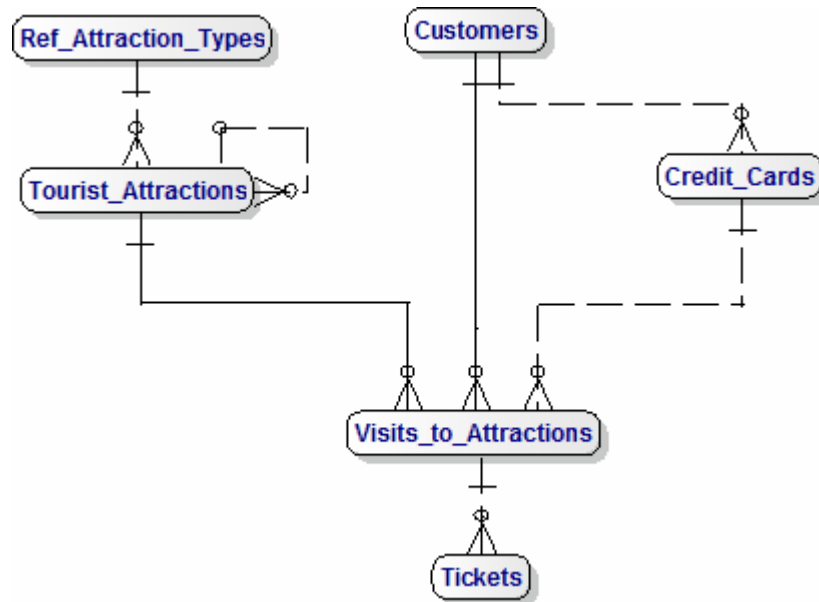 Ref_Attraction_Types
Customers
Tourist_Attractions
Credit_Cards
Visits_to_Attractions
Tickets